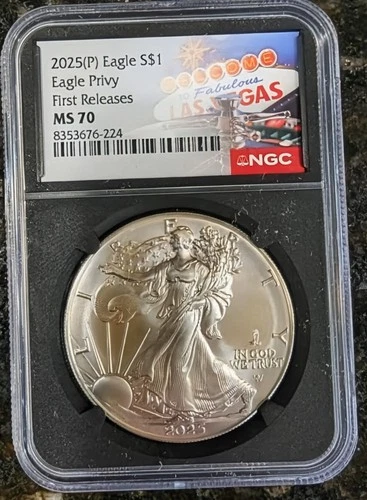 2025(P) Eagle S$1
Eagle Privy
First Releases
MS 70
8353676-224
WELCOME
TO Fabulous
LAS VEGAS
NGC
LIBERTY
IN GOD
WE TRUST
2025